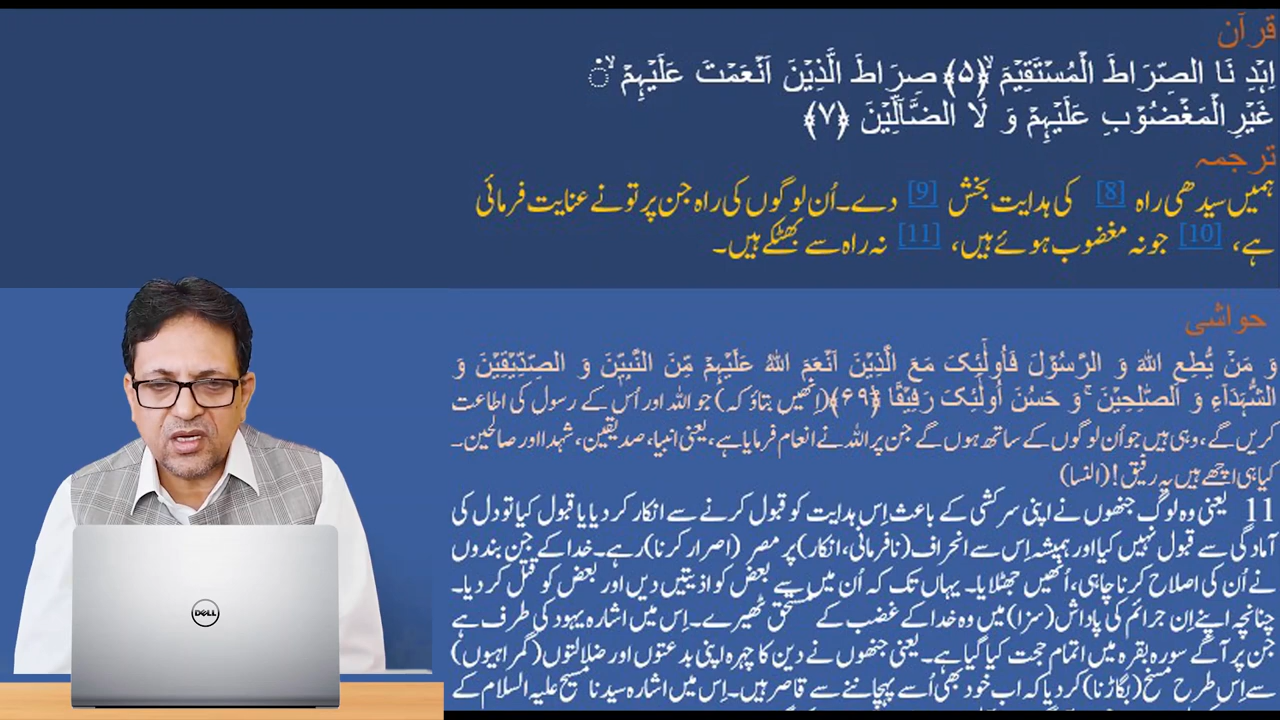 قرآن
اِہۡدِ نَا الصِّرَاطَ الۡمُسۡتَقِیۡمَ ۙ﴿۵﴾ صِرَاطَ الَّذِیۡنَ اَنۡعَمۡتَ عَلَیۡہِمۡ ۙ۬
غَیۡرِ الۡمَغۡضُوۡبِ عَلَیۡہِمۡ وَ لَا الضَّآلِّیۡنَ ﴿۷﴾
ترجمہ
ہمیں سیدھی راہ [8] کی ہدایت بخش [9] دے۔ اُن لوگوں کی راہ جن پر تو نے عنایت فرمائی
ہے، [10] جو نہ مغضوب ہوئے ہیں، [11] نہ راہ سے بھٹکے ہیں۔
حواشی
وَ مَنۡ یُّطِعِ اللّٰہَ وَ الرَّسُوۡلَ فَاُولٰٓئِکَ مَعَ الَّذِیۡنَ اَنۡعَمَ اللّٰہُ عَلَیۡہِمۡ مِّنَ النَّبِیّٖنَ وَ الصِّدِّیۡقِیۡنَ وَ
الشُّہَدَآءِ وَ الصّٰلِحِیۡنَ ۚ وَ حَسُنَ اُولٰٓئِکَ رَفِیۡقًا ﴿۶۹﴾(اِنھیں بتاؤ کہ) جو اللہ اور اُس کے رسول کی اطاعت
کریں گے، وہی ہیں جو اُن لوگوں کے ساتھ ہوں گے جن پر اللہ نے انعام فرمایا ہے، یعنی انبیا، صدیقین، شہدا اور صالحین۔
کیا ہی اچھے ہیں یہ رفیق! (النسا)
11 یعنی وہ لوگ جنھوں نے اپنی سرکشی کے باعث اِس ہدایت کو قبول کرنے سے انکار کر دیا یا قبول کیا تو دل کی
آمادگی سے قبول نہیں کیا اور ہمیشہ اِس سے انحراف (نافرمانی، انکار) پر مصر (اصرار کرنا) رہے۔ خدا کے جن بندوں
نے اُن کی اصلاح کرنا چاہی، اُنھیں جھٹلایا۔ یہاں تک کہ اُن میں سے بعض کو اذیتیں دیں اور بعض کو قتل کر دیا۔
چنانچہ اپنے اِن جرائم کی پاداش (سزا) میں وہ خدا کے غضب کے مستحق ٹھیرے۔ اِس میں اشارہ یہود کی طرف ہے
جن پر آگے سورہ بقرہ میں اتمام حجت کیا گیا ہے۔ یعنی جنھوں نے دین کا چہرہ اپنی بدعتوں اور ضلالتوں (گمراہیوں)
سے اِس طرح مسخ (بگاڑنا) کر دیا کہ اب خود بھی اُسے پہچاننے سے قاصر ہیں۔ اِس میں اشارہ سیدنا مسیح علیہ السلام کے
DELL